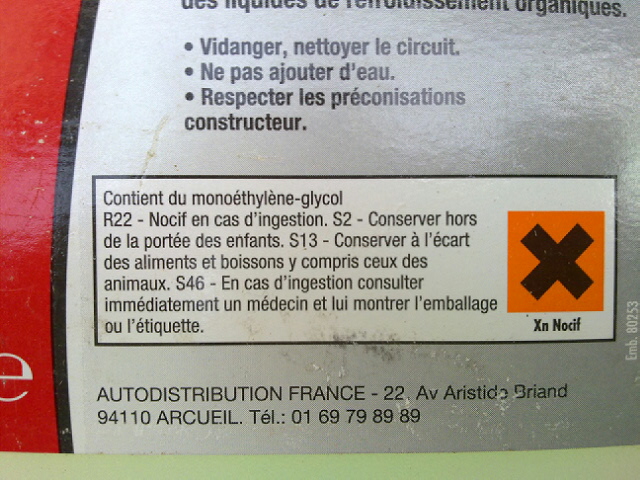 des liquides de refroidissement organiques.
• Vidanger, nettoyer le circuit.
• Ne pas ajouter d'eau.
• Respecter les préconisations
constructeur.
Contient du monoéthylène-glycol
R22 - Nocif en cas d'ingestion. S2 - Conserver hors
de la portée des enfants. S13 - Conserver à l'écart
des aliments et boissons y compris ceux des
animaux. S46 - En cas d'ingestion consulter
immédiatement un médecin et lui montrer l'emballage
ou l'étiquette.
Xn Nocif
Emb. 80253
e
AUTODISTRIBUTION FRANCE - 22, Av Aristide Briand
94110 ARCUEIL. Tél.: 01 69 79 89 89